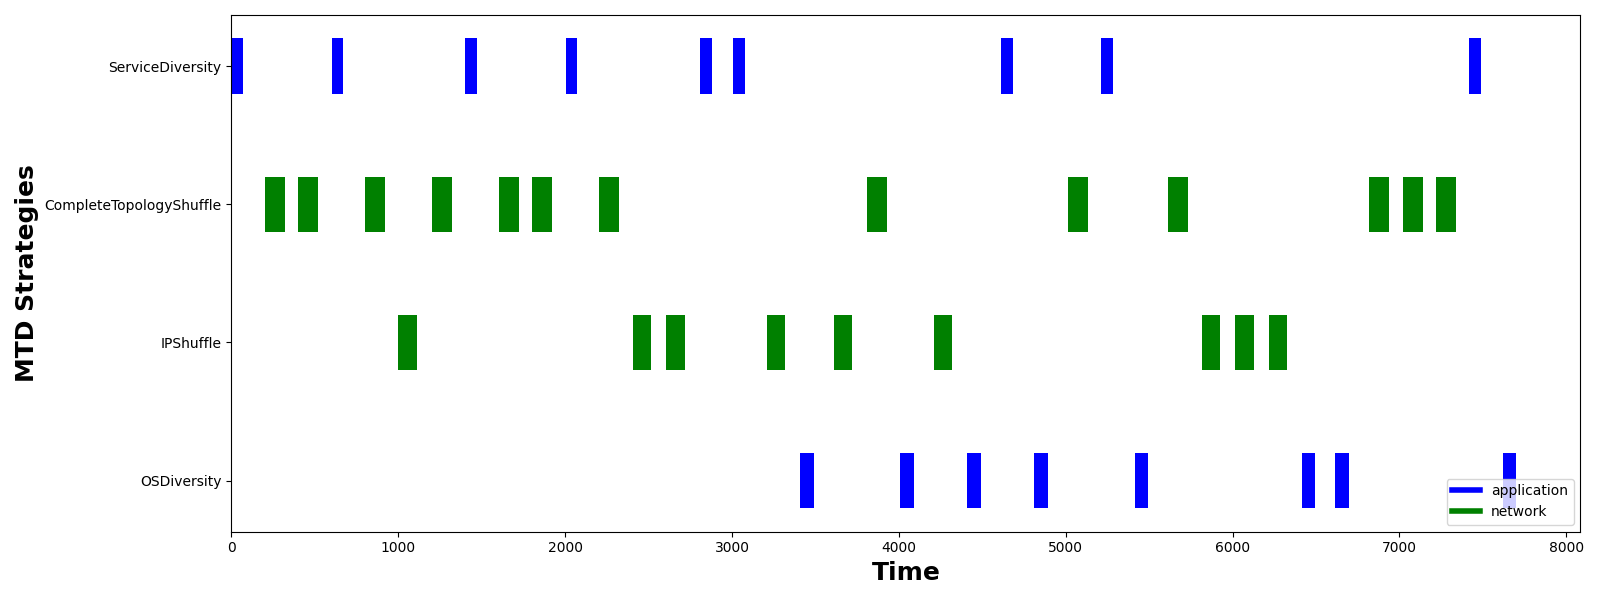 MTD Strategies
ServiceDiversity
CompleteTopologyShuffle
IPShuffle
OSDiversity
application
network
0 1000 2000 3000 4000 5000 6000 7000 8000
Time